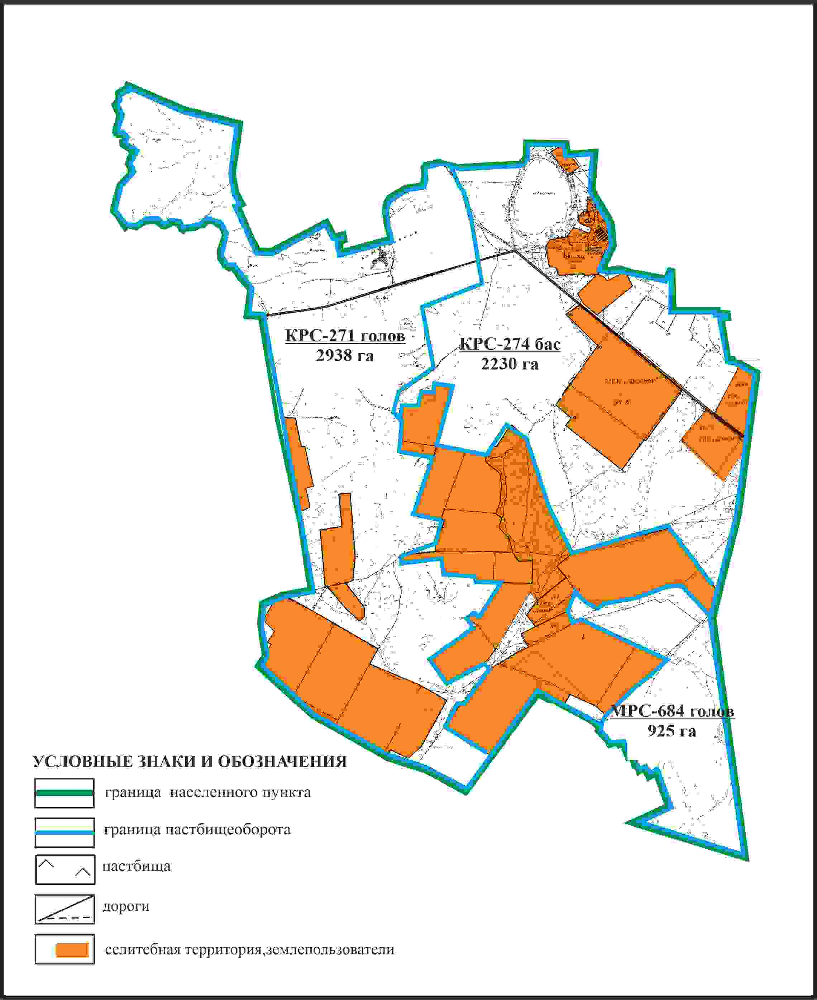 КРС-271 голов
2938 га
КРС-274 бас
2230 га
МРС-684 голов
925 га
УСЛОВНЫЕ ЗНАКИ И ОБОЗНАЧЕНИЯ
граница населенного пункта
граница пастбищеоборота
пастбища
дороги
селитебная территория,землепользователи